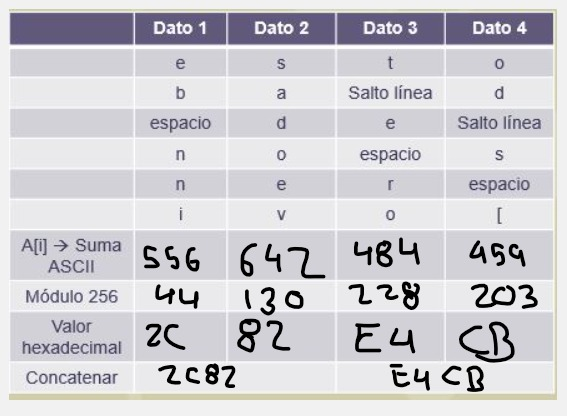 Dato 1 Dato 2 Dato 3 Dato 4
e s t o
b a Salto línea d
espacio d e Salto línea
n o espacio s
n e r espacio
i v o [
A[i] → Suma ASCII 556 642 484 459
Módulo 256 44 130 228 203
Valor hexadecimal 2C 82 E4 CB
Concatenar 2C82 E4CB